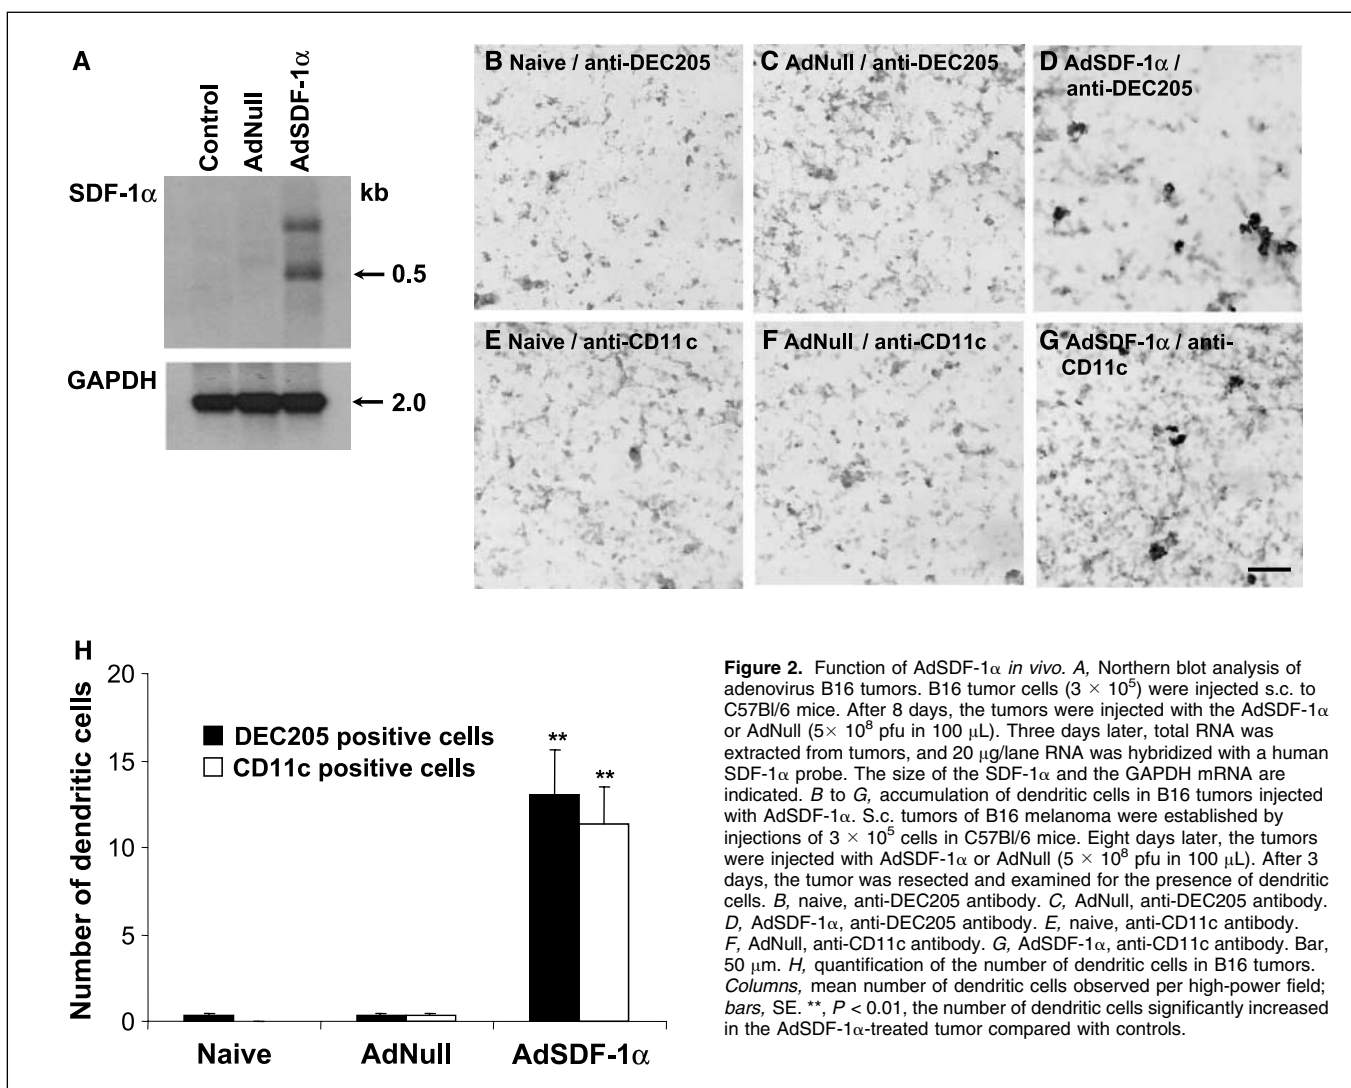 A
Control
AdNull
AdSDF-1α
SDF-1α
kb
0.5
GAPDH
2.0
B Naive / anti-DEC205
C AdNull / anti-DEC205
D AdSDF-1α /
anti-DEC205
E Naive / anti-CD11c
F AdNull / anti-CD11c
G AdSDF-1α / anti-
CD11c
H
Number of dendritic cells
20
15
10
5
0
DEC205 positive cells
CD11c positive cells
**
**
Naive
AdNull
AdSDF-1α
Figure 2. Function of AdSDF-1α in vivo. A, Northern blot analysis of
adenovirus B16 tumors. B16 tumor cells (3 × 10⁵) were injected s.c. to
C57Bl/6 mice. After 8 days, the tumors were injected with the AdSDF-1α
or AdNull (5× 10⁸ pfu in 100 μL). Three days later, total RNA was
extracted from tumors, and 20 μg/lane RNA was hybridized with a human
SDF-1α probe. The size of the SDF-1α and the GAPDH mRNA are
indicated. B to G, accumulation of dendritic cells in B16 tumors injected
with AdSDF-1α. S.c. tumors of B16 melanoma were established by
injections of 3 × 10⁵ cells in C57Bl/6 mice. Eight days later, the tumors
were injected with AdSDF-1α or AdNull (5 × 10⁸ pfu in 100 μL). After 3
days, the tumor was resected and examined for the presence of dendritic
cells. B, naive, anti-DEC205 antibody. C, AdNull, anti-DEC205 antibody.
D, AdSDF-1α, anti-DEC205 antibody. E, naive, anti-CD11c antibody.
F, AdNull, anti-CD11c antibody. G, AdSDF-1α, anti-CD11c antibody. Bar,
50 μm. H, quantification of the number of dendritic cells in B16 tumors.
Columns, mean number of dendritic cells observed per high-power field;
bars, SE. **, P < 0.01, the number of dendritic cells significantly increased
in the AdSDF-1α-treated tumor compared with controls.